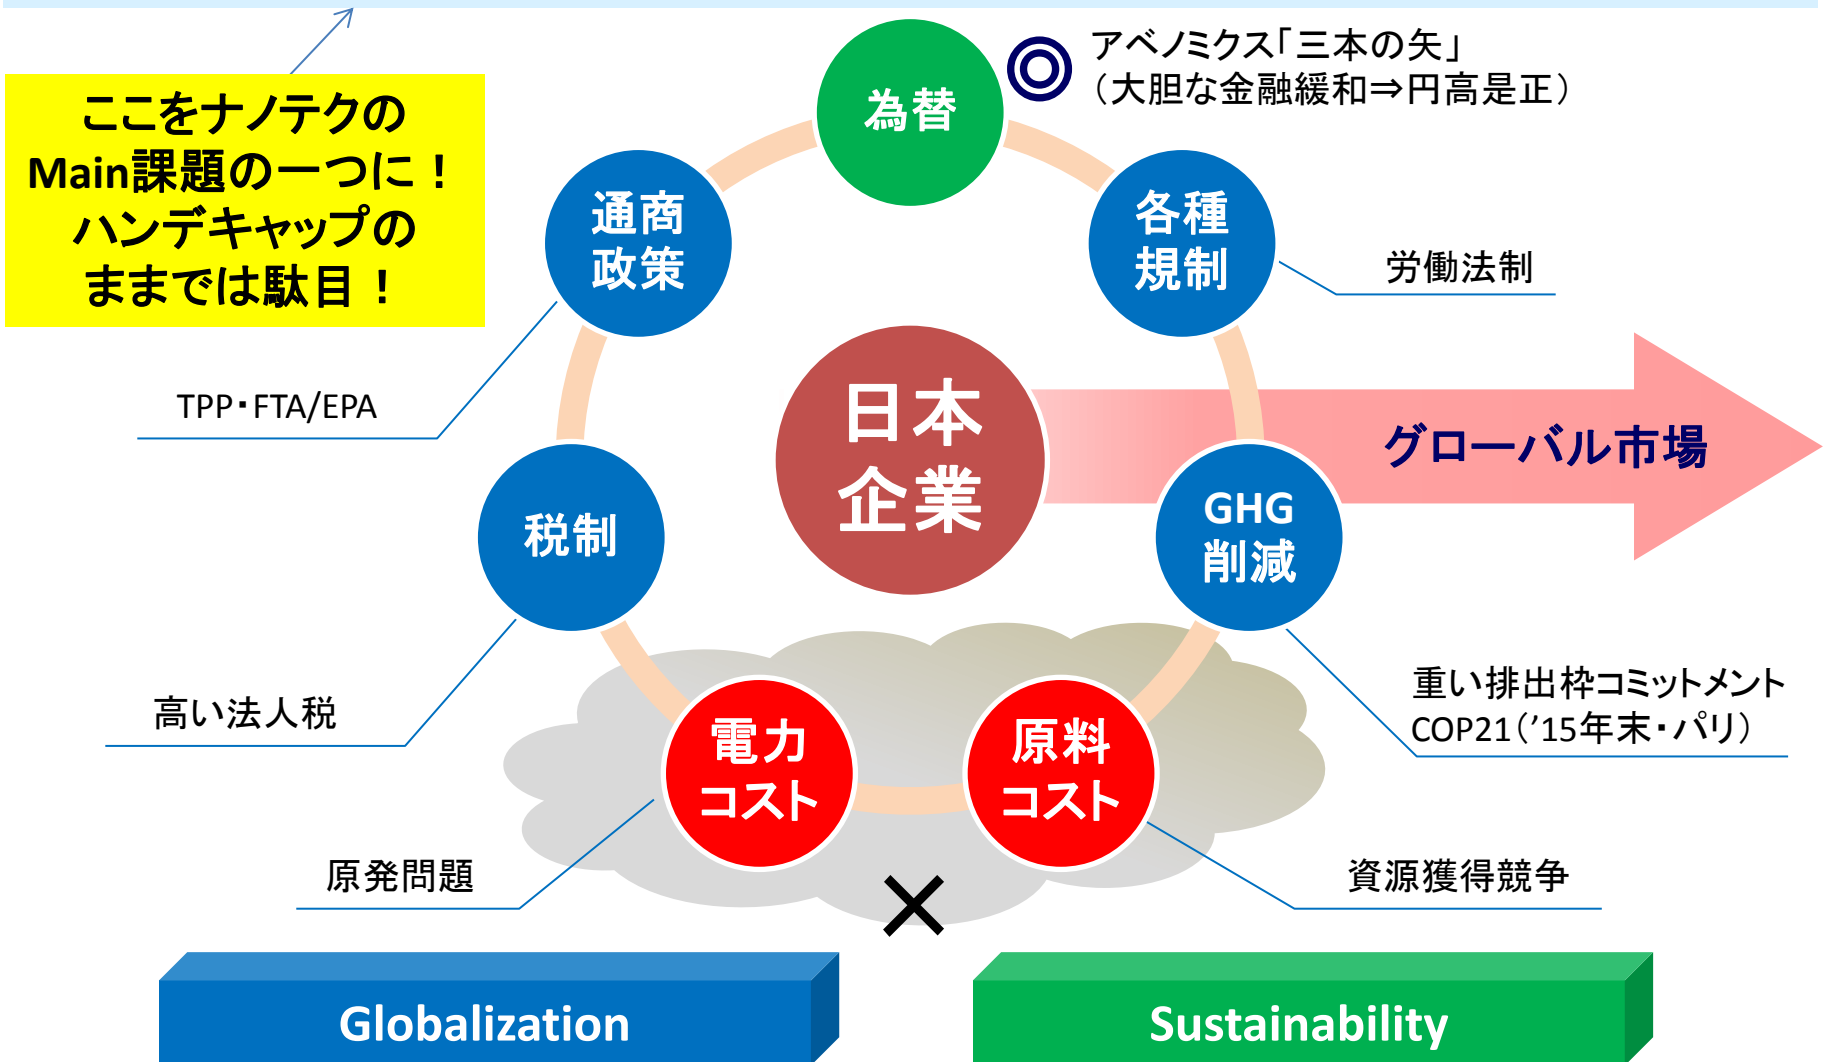 アベノミクス「三本の矢」
（大胆な金融緩和⇒円高是正）
為替
ここをナノテクの
Main課題の一つに！
ハンデキャップの
ままでは駄目！
通商
政策
各種
規制
労働法制
TPP・FTA/EPA
日本
企業
グローバル市場
税制
GHG
削減
高い法人税
重い排出枠コミットメント
COP21（’15年末・パリ）
電力
コスト
原料
コスト
原発問題
資源獲得競争
Globalization
Sustainability